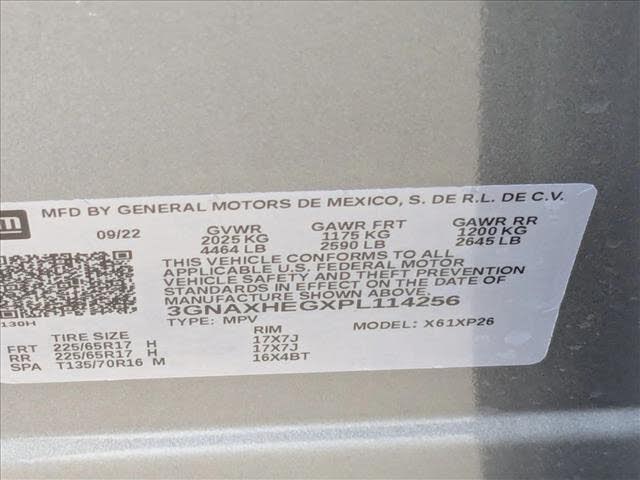 gm MFD BY GENERAL MOTORS DE MEXICO, S. DE R.L. DE C.V.
09/22 GVWR GAWR FRT GAWR RR
2025 KG 1175 KG 1200 KG
4464 LB 2590 LB 2645 LB
THIS VEHICLE CONFORMS TO ALL
APPLICABLE U.S. FEDERAL MOTOR
VEHICLE SAFETY AND THEFT PREVENTION
STANDARDS IN EFFECT ON THE DATE OF
MANUFACTURE SHOWN ABOVE.
3GNAXHEGXPL114256
130H TYPE: MPV MODEL: X61XP26
TIRE SIZE RIM
FRT 225/65R17 H 17X7J
RR 225/65R17 H 17X7J
SPA T135/70R16 M 16X4BT